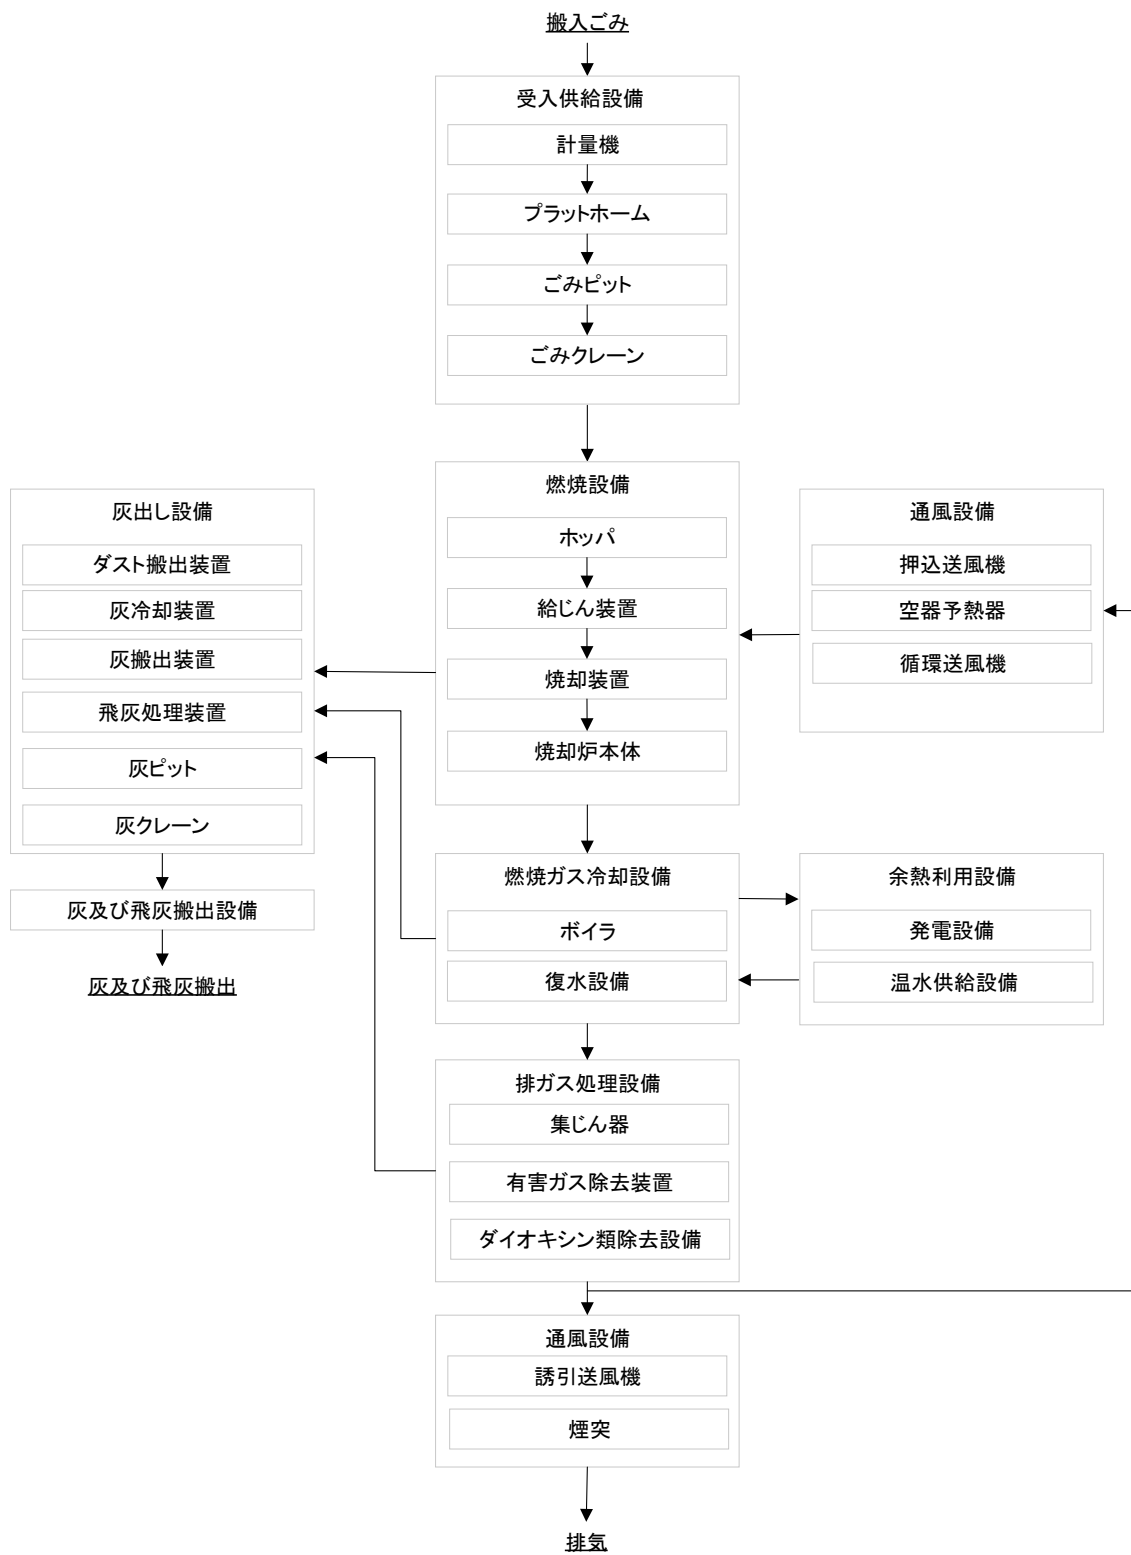 搬入ごみ
受入供給設備
計量機
プラットホーム
ごみピット
ごみクレーン
燃焼設備
ホッパ
給じん装置
焼却装置
焼却炉本体
灰出し設備
ダスト搬出装置
灰冷却装置
灰搬出装置
飛灰処理装置
灰ピット
灰クレーン
灰及び飛灰搬出設備
灰及び飛灰搬出
通風設備
押込送風機
空器予熱器
循環送風機
燃焼ガス冷却設備
ボイラ
復水設備
余熱利用設備
発電設備
温水供給設備
排ガス処理設備
集じん器
有害ガス除去装置
ダイオキシン類除去設備
通風設備
誘引送風機
煙突
排気